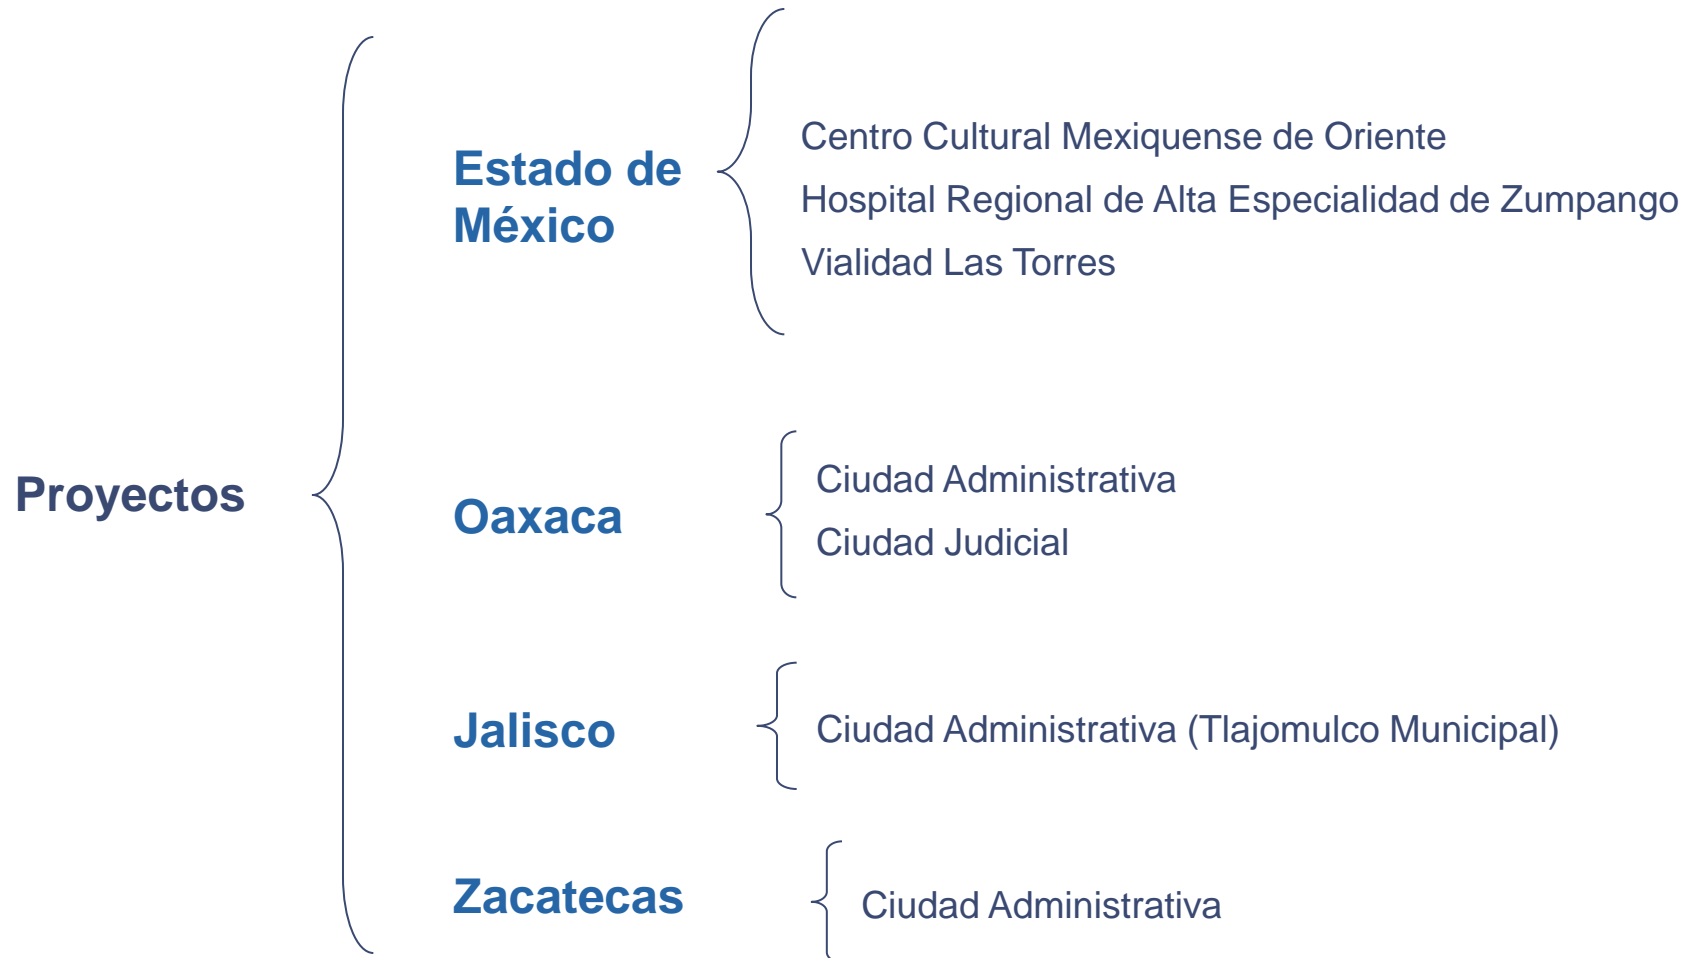 Proyectos
Estado de
México
Centro Cultural Mexiquense de Oriente
Hospital Regional de Alta Especialidad de Zumpango
Vialidad Las Torres
Oaxaca
Ciudad Administrativa
Ciudad Judicial
Jalisco
Ciudad Administrativa (Tlajomulco Municipal)
Zacatecas
Ciudad Administrativa